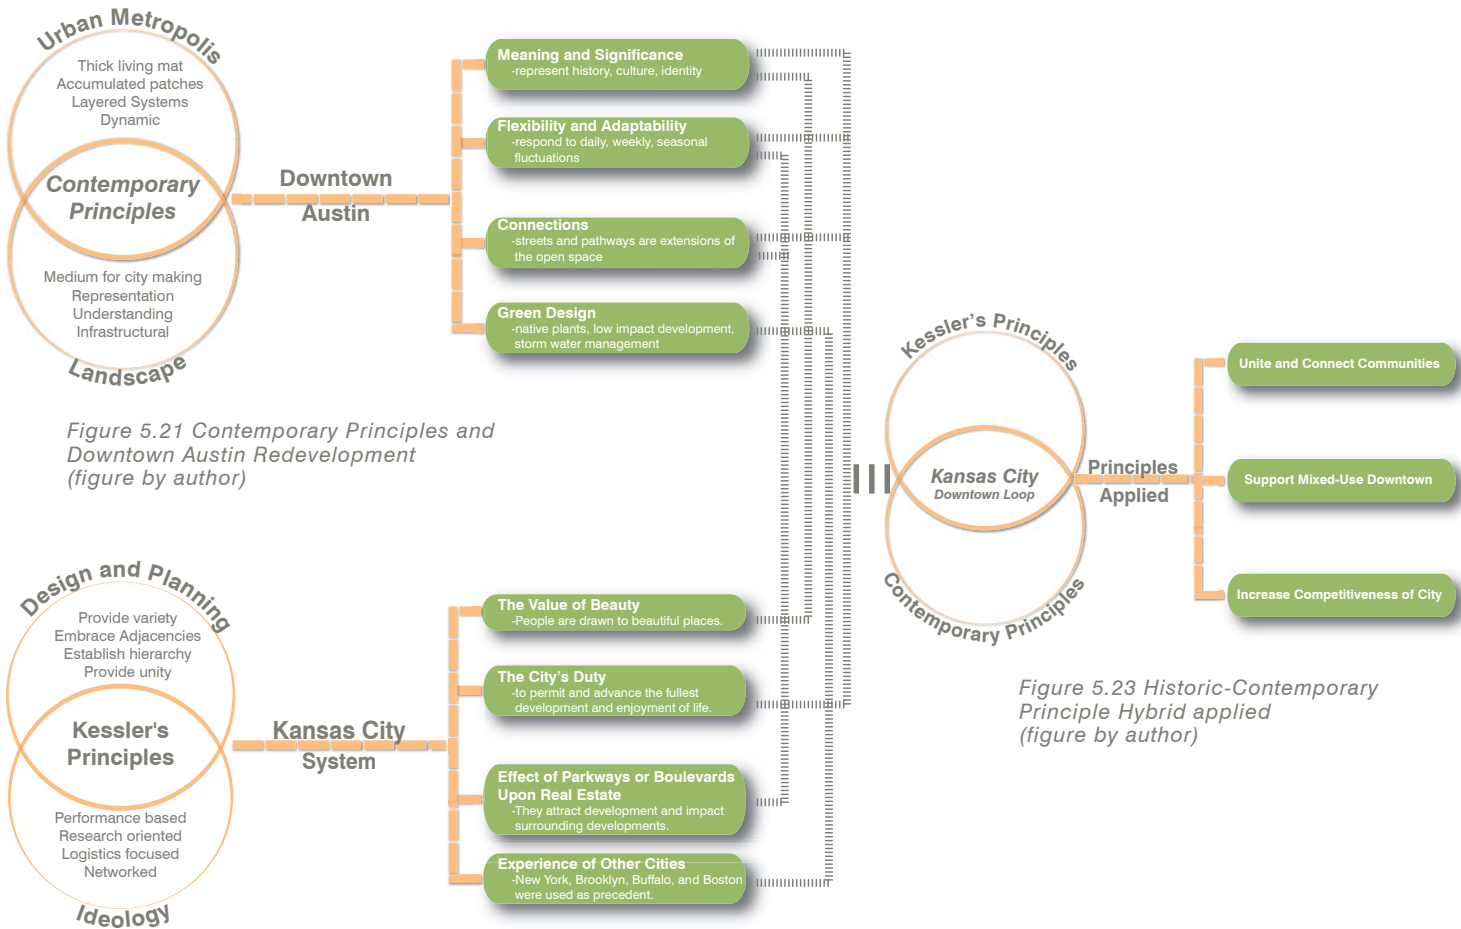 Urban Metropolis
Thick living mat
Accumulated patches
Layered Systems
Dynamic
Contemporary
Principles
Medium for city making
Representation
Understanding
Infrastructural
Landscape
Downtown
Austin
Meaning and Significance
-represent history, culture, identity
Flexibility and Adaptability
-respond to daily, weekly, seasonal
fluctuations
Connections
-streets and pathways are extensions of
the open space
Green Design
-native plants, low impact development,
storm water management
Figure 5.21 Contemporary Principles and
Downtown Austin Redevelopment
(figure by author)
Design and Planning
Provide variety
Embrace Adjacencies
Establish hierarchy
Provide unity
Kessler's
Principles
Performance based
Research oriented
Logistics focused
Networked
Ideology
Kansas City
System
The Value of Beauty
-People are drawn to beautiful places.
The City's Duty
-to permit and advance the fullest
development and enjoyment of life.
Effect of Parkways or Boulevards
Upon Real Estate
-They attract development and impact
surrounding developments.
Experience of Other Cities
-New York, Brooklyn, Buffalo, and Boston
were used as precedent.
Kessler's Principles
Kansas City
Downtown Loop
Contemporary Principles
Principles
Applied
Unite and Connect Communities
Support Mixed-Use Downtown
Increase Competitiveness of City
Figure 5.23 Historic-Contemporary
Principle Hybrid applied
(figure by author)